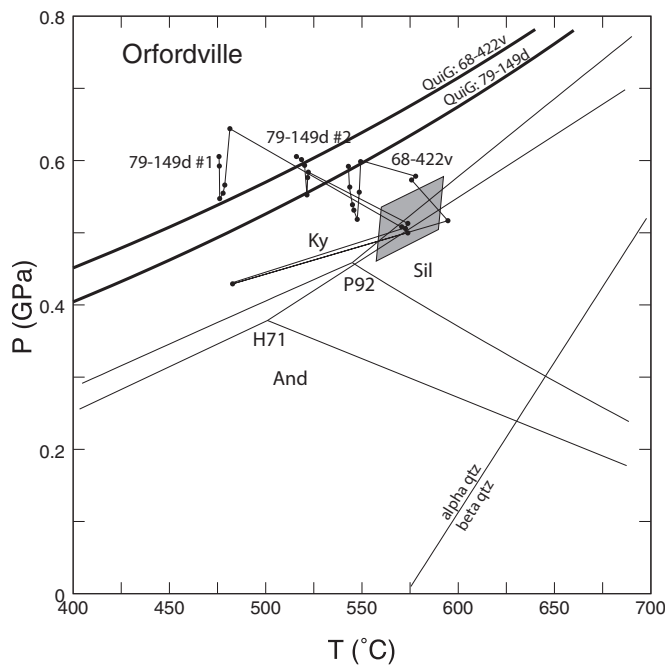 0.8
Orfordville
QuiG: 68-422v
QuiG: 79-149d
79-149d #2
79-149d #1
68-422v
0.6
Ky
Sil
P92
0.4
P (GPa)
H71
And
0.2
alpha qtz
beta qtz
0
400
450
500
550
600
650
700
T (˚C)